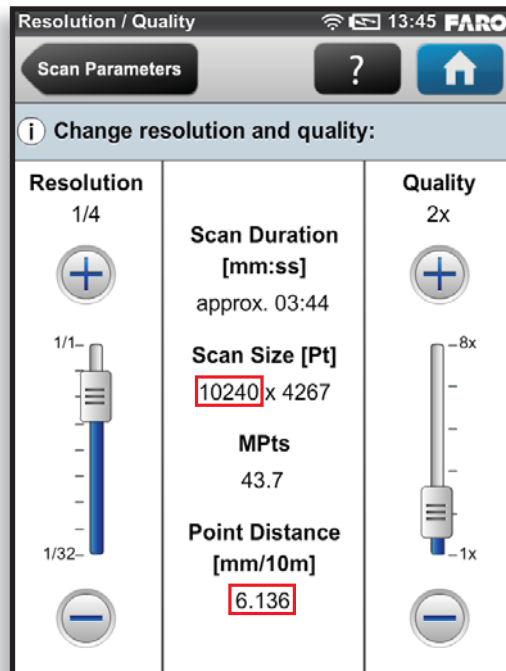 Resolution / Quality 13:45 FARO
Scan Parameters ?
i Change resolution and quality:
Resolution
1/4
1/1
1/32
Scan Duration
[mm:ss]
approx. 03:44
Scan Size [Pt]
10240 x 4267
MPts
43.7
Point Distance
[mm/10m]
6.136
Quality
2x
8x
1x